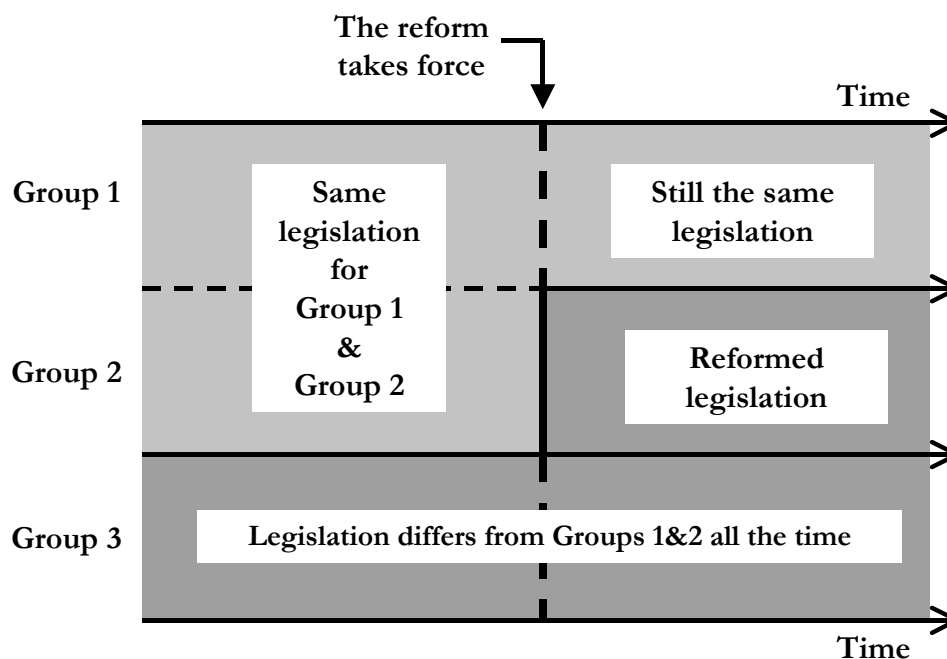 The reform
takes force
Time
Group 1
Same
legislation
for
Group 1
&
Group 2
Still the same
legislation
Group 2
Reformed
legislation
Group 3
Legislation differs from Groups 1&2 all the time
Time